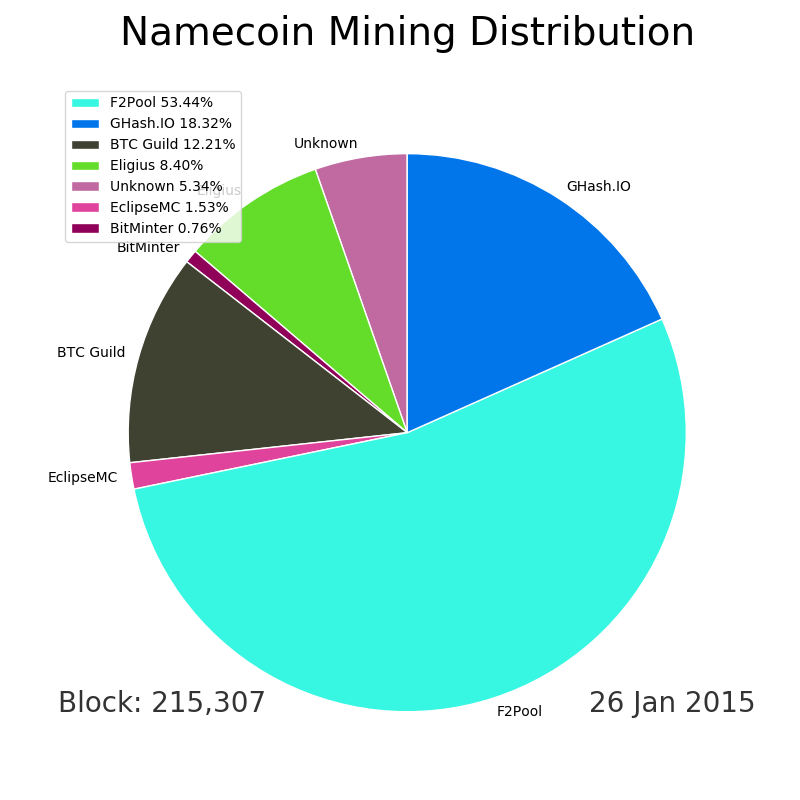 Namecoin Mining Distribution
F2Pool 53.44%
GHash.IO 18.32%
BTC Guild 12.21%
Eligius 8.40%
Unknown 5.34%
EclipseMC 1.53%
BitMinter 0.76%
Unknown
GHash.IO
Eligius
BitMinter
BTC Guild
EclipseMC
F2Pool
Block: 215,307
26 Jan 2015